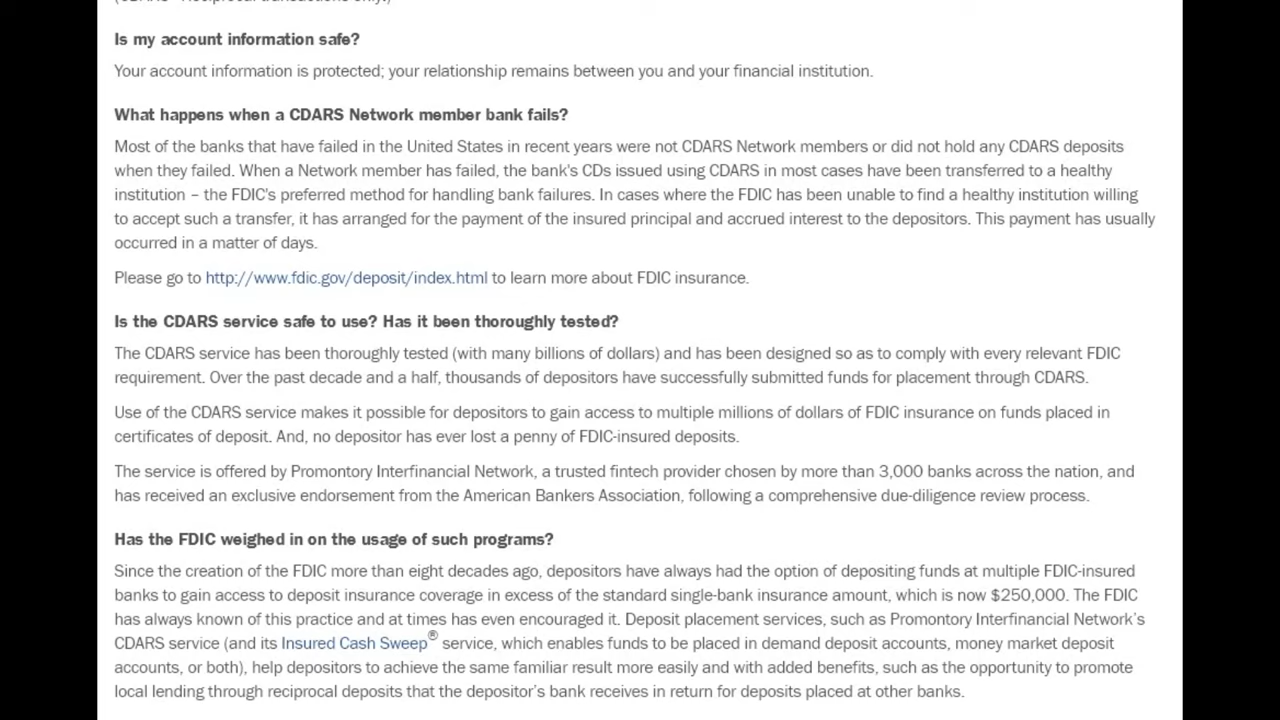 Is my account information safe?
Your account information is protected; your relationship remains between you and your financial institution.
What happens when a CDARS Network member bank fails?
Most of the banks that have failed in the United States in recent years were not CDARS Network members or did not hold any CDARS deposits
when they failed. When a Network member has failed, the bank's CDs issued using CDARS in most cases have been transferred to a healthy
institution – the FDIC's preferred method for handling bank failures. In cases where the FDIC has been unable to find a healthy institution willing
to accept such a transfer, it has arranged for the payment of the insured principal and accrued interest to the depositors. This payment has usually
occurred in a matter of days.
Please go to http://www.fdic.gov/deposit/index.html to learn more about FDIC insurance.
Is the CDARS service safe to use? Has it been thoroughly tested?
The CDARS service has been thoroughly tested (with many billions of dollars) and has been designed so as to comply with every relevant FDIC
requirement. Over the past decade and a half, thousands of depositors have successfully submitted funds for placement through CDARS.
Use of the CDARS service makes it possible for depositors to gain access to multiple millions of dollars of FDIC insurance on funds placed in
certificates of deposit. And, no depositor has ever lost a penny of FDIC-insured deposits.
The service is offered by Promontory Interfinancial Network, a trusted fintech provider chosen by more than 3,000 banks across the nation, and
has received an exclusive endorsement from the American Bankers Association, following a comprehensive due-diligence review process.
Has the FDIC weighed in on the usage of such programs?
Since the creation of the FDIC more than eight decades ago, depositors have always had the option of depositing funds at multiple FDIC-insured
banks to gain access to deposit insurance coverage in excess of the standard single-bank insurance amount, which is now $250,000. The FDIC
has always known of this practice and at times has even encouraged it. Deposit placement services, such as Promontory Interfinancial Network's
CDARS service (and its Insured Cash Sweep® service, which enables funds to be placed in demand deposit accounts, money market deposit
accounts, or both), help depositors to achieve the same familiar result more easily and with added benefits, such as the opportunity to promote
local lending through reciprocal deposits that the depositor's bank receives in return for deposits placed at other banks.